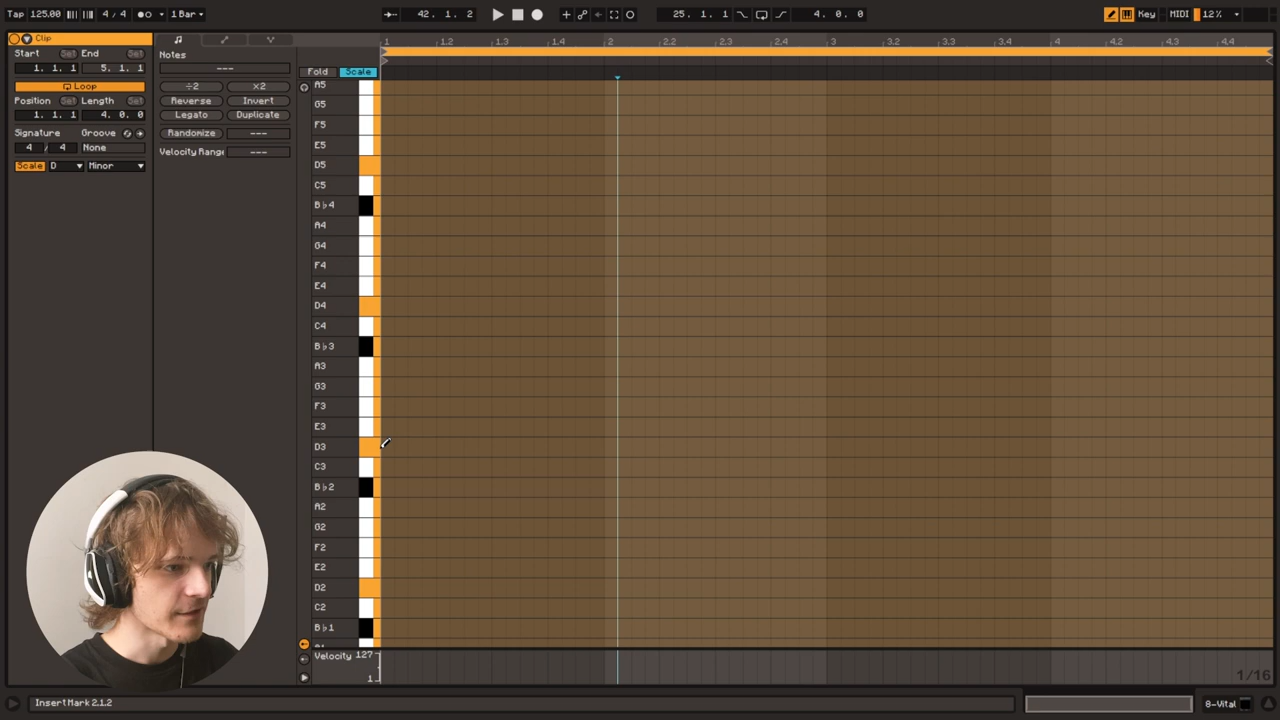 Tap 125.00 4 / 4 1 Bar 42. 1. 2 25. 1. 1 4. 0. 0 Key MIDI 12%
Clip
Start Set End Set
1. 1. 1 5. 1. 1
Loop
Position Set Length Set
1. 1. 1 4. 0. 0
Signature Groove
4 / 4 None
Scale D Minor
Notes
---
÷2 x2
Reverse Invert
Legato Duplicate
Randomize ---
Velocity Range ---
1 1.2 1.3 1.4 2 2.2 2.3 2.4 3 3.2 3.3 3.4 4 4.2 4.3 4.4
Fold Scale
A5
G5
F5
E5
D5
C5
B♭4
A4
G4
F4
E4
D4
C4
B♭3
A3
G3
F3
E3
D3
C3
B♭2
A2
G2
F2
E2
D2
C2
B♭1
Velocity 127
1
1/16
Insert Mark 2.1.2
8-Vital